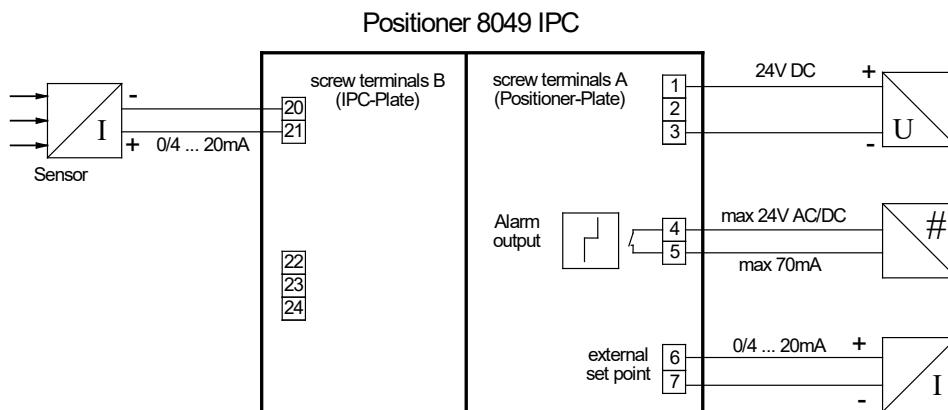 Positioner 8049 IPC
screw terminals B
(IPC-Plate)
screw terminals A
(Positioner-Plate)
-
I
+
0/4 ... 20mA
Sensor
20
21
22
23
24
1
2
3
24V DC
+
U
-
Alarm
output
4
5
max 24V AC/DC
max 70mA
#
external
set point
6
7
0/4 ... 20mA
+
I
-